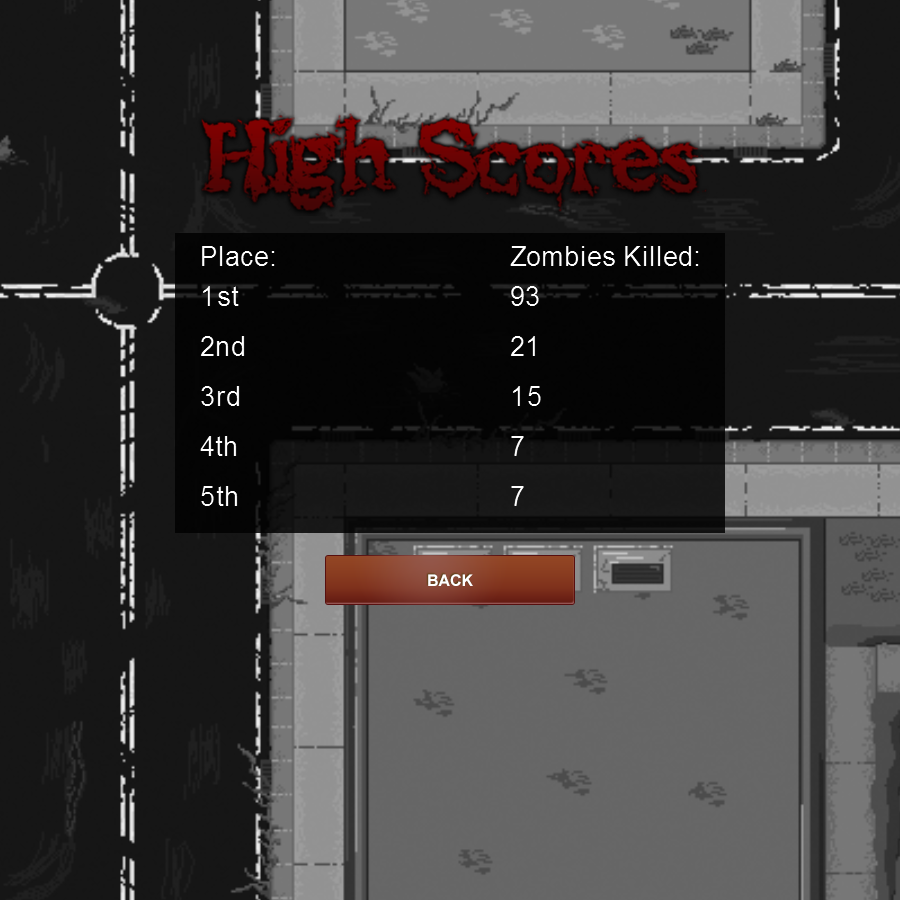 High Scores
Place: Zombies Killed:
1st 93
2nd 21
3rd 15
4th 7
5th 7
BACK